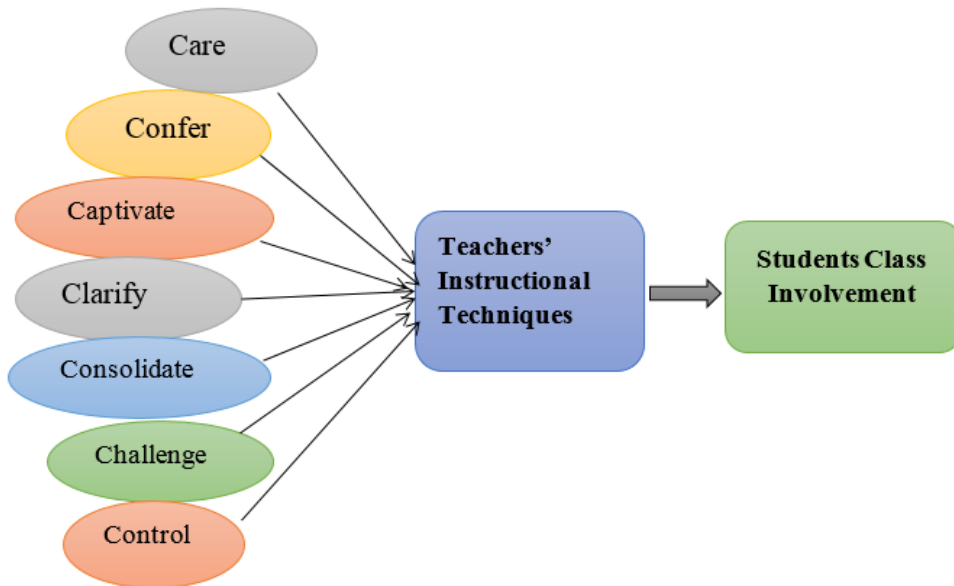 Care
Confer
Captivate
Clarify
Consolidate
Challenge
Control
Teachers’
Instructional
Techniques
Students Class
Involvement